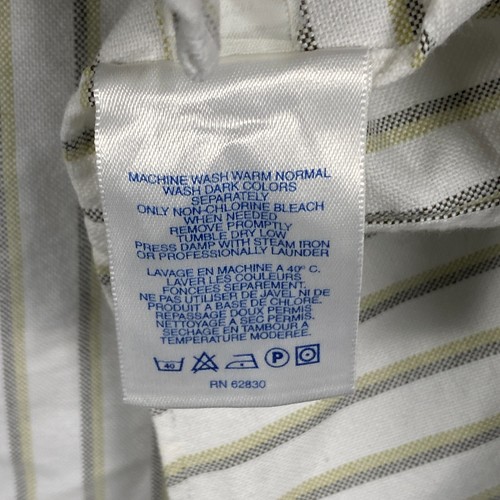 MACHINE WASH WARM NORMAL
WASH DARK COLORS
SEPARATELY
ONLY NON-CHLORINE BLEACH
WHEN NEEDED
REMOVE PROMPTLY
TUMBLE DRY LOW
PRESS DAMP WITH STEAM IRON
OR PROFESSIONALLY LAUNDER
LAVAGE EN MACHINE A 40º C.
LAVER LES COULEURS
FONCEES SEPAREMENT.
NE PAS UTILISER DE JAVEL NI DE
PRODUIT A BASE DE CHLORE.
REPASSAGE DOUX PERMIS
NETTOYAGE A SEC PERMIS.
SECHAGE EN TAMBOUR A
TEMPERATURE MODEREE.
40 P
RN 62830